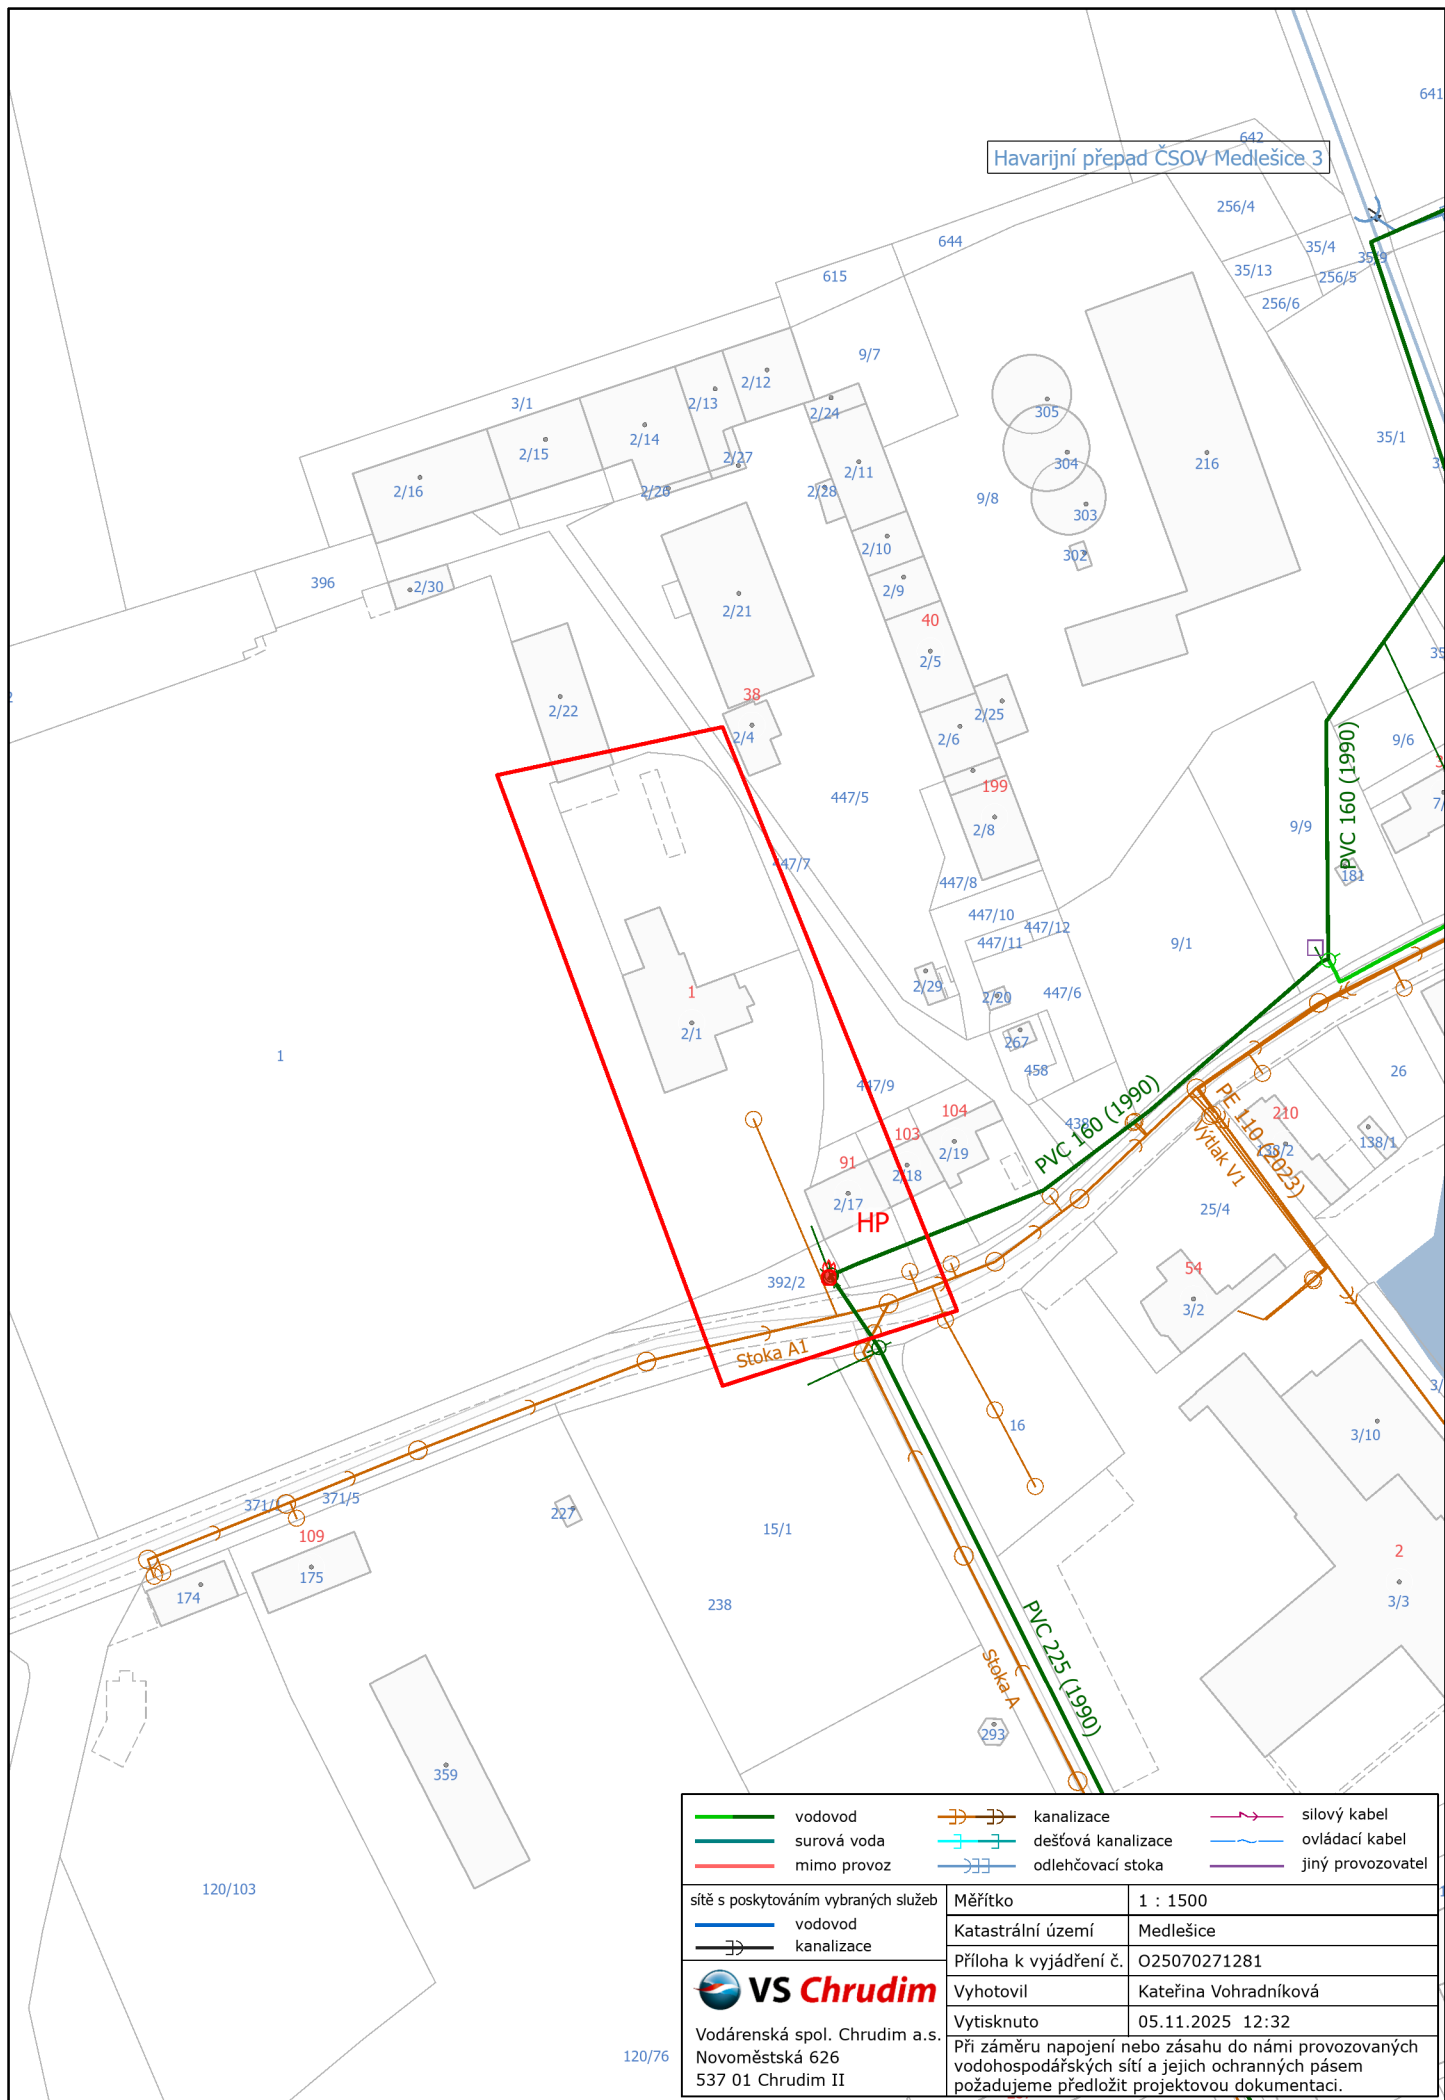 641
642
Havarijní přepad ČSOV Medlešice 3
256/4
644
35/4
35/9
615
35/13
256/5
256/6
9/7
2/12
3/1
2/13
2/24
305
2/14
35/1
2/15
2/27
304
216
2/11
2/16
2/26
2/28
9/8
303
2/10
302
396
2/30
2/9
2/21
40
2/5
38
2/22
2/25
2/4
2/6
9/6
PVC 160 (1990)
199
447/5
9/9
2/8
447/7
181
447/8
447/10
447/12
447/11
9/1
2/29
1
2/20
447/6
2/1
267
1
458
26
447/9
104
PVC 160 (1990)
438
PE 110 (2023)
210
103
Výtlak V1
138/2
138/1
2/19
91
2/18
2/17
25/4
HP
54
392/2
3/2
Stoka A1
16
3/10
371/5
227
15/1
109
2
175
174
238
3/3
PVC 225 (1990)
Stoka A
293
359
120/103
120/76
vodovod
kanalizace
silový kabel
surová voda
dešťová kanalizace
ovládací kabel
mimo provoz
odlehčovací stoka
jiný provozovatel
sítě s poskytováním vybraných služeb
vodovod
kanalizace
Měřítko 1 : 1500
Katastrální území Medlešice
Příloha k vyjádření č. O25070271281
Vyhotovil Kateřina Vohradníková
Vytisknuto 05.11.2025 12:32
VS Chrudim
Vodárenská spol. Chrudim a.s.
Novoměstská 626
537 01 Chrudim II
Při záměru napojení nebo zásahu do námi provozovaných
vodohospodářských sítí a jejich ochranných pásem
požadujeme předložit projektovou dokumentaci.